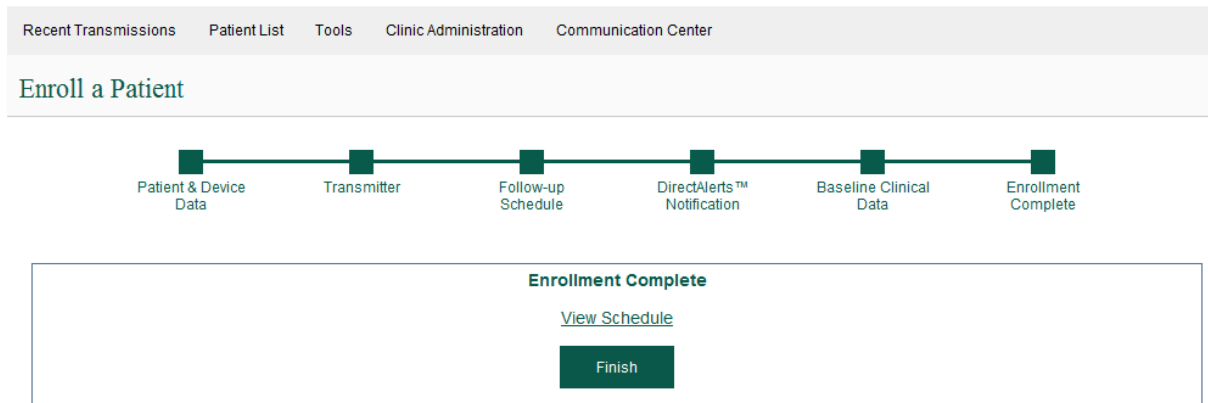 Recent Transmissions Patient List Tools Clinic Administration Communication Center
Enroll a Patient
Patient & Device Data
Transmitter
Follow-up Schedule
DirectAlerts™ Notification
Baseline Clinical Data
Enrollment Complete
Enrollment Complete
View Schedule
Finish